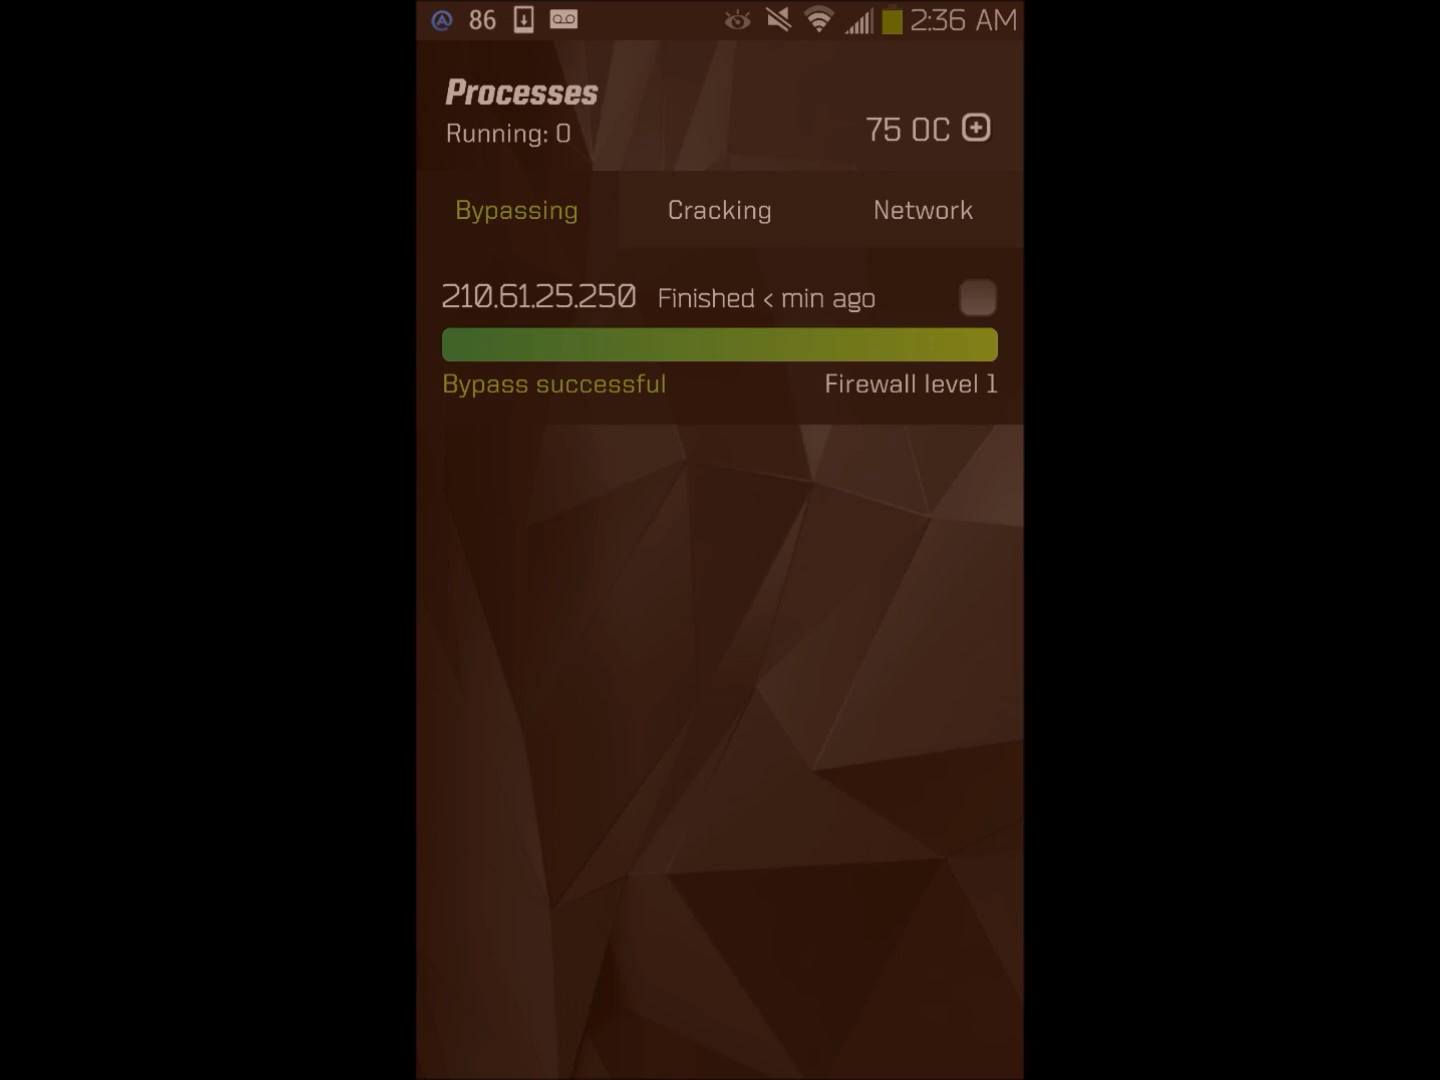 86 2:36 AM
Processes
Running: 0
75 OC
Bypassing Cracking Network
210.61.25.250 Finished < min ago
Bypass successful Firewall level 1